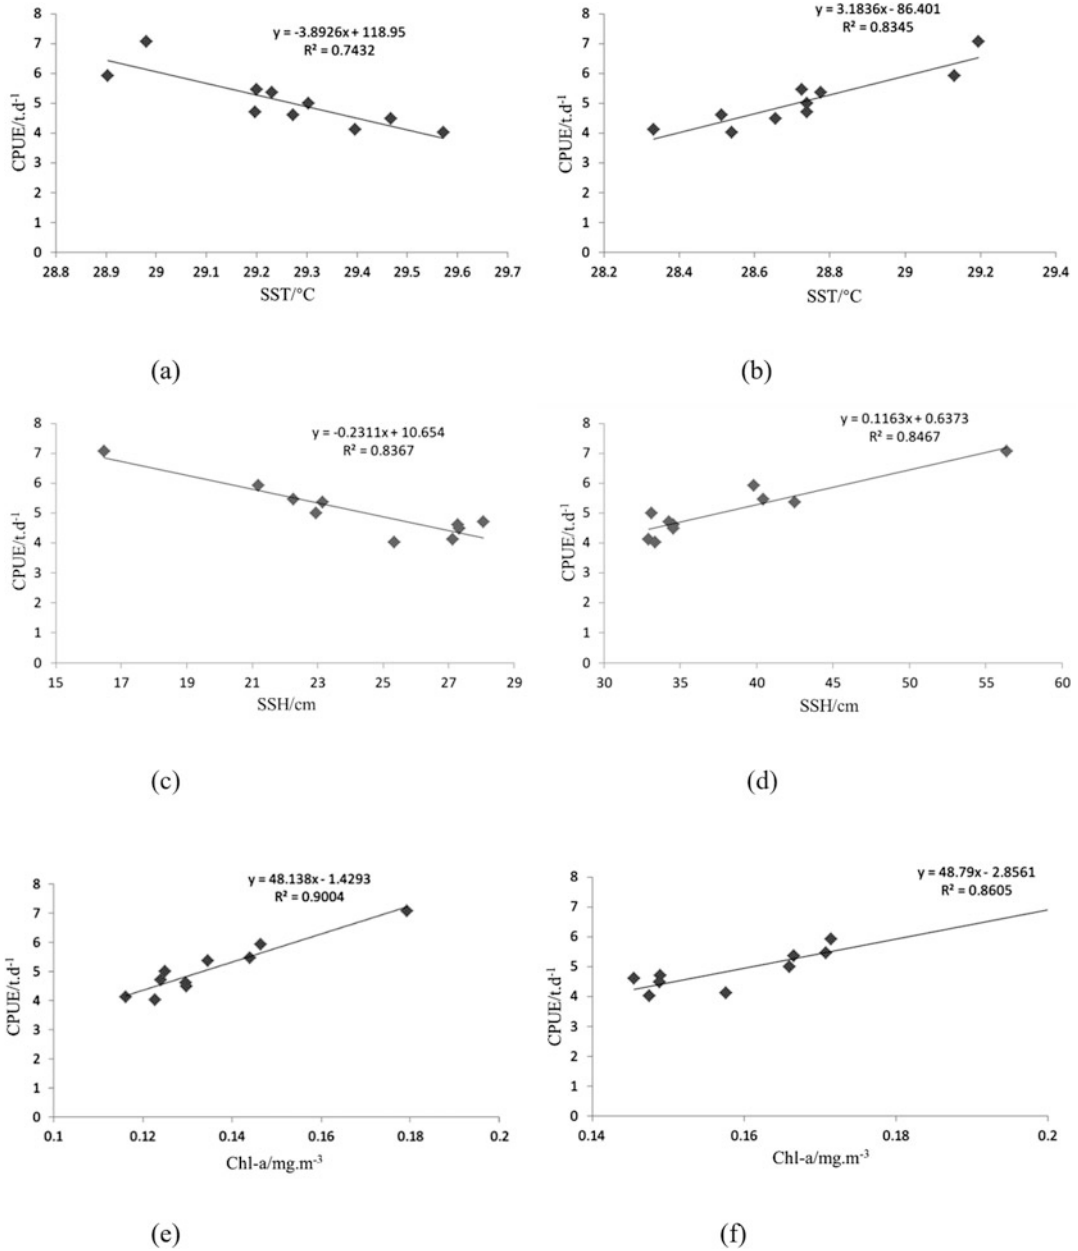 y = -3.8926x + 118.95
R² = 0.7432
8
7
6
5
4
3
2
1
0
CPUE/t.d⁻¹
28.8 28.9 29 29.1 29.2 29.3 29.4 29.5 29.6 29.7
SST/°C
(a)
y = 3.1836x - 86.401
R² = 0.8345
8
7
6
5
4
3
2
1
0
CPUE/t.d⁻¹
28.2 28.4 28.6 28.8 29 29.2 29.4
SST/°C
(b)
y = -0.2311x + 10.654
R² = 0.8367
8
7
6
5
4
3
2
1
0
CPUE/t.d⁻¹
15 17 19 21 23 25 27 29
SSH/cm
(c)
y = 0.1163x + 0.6373
R² = 0.8467
8
7
6
5
4
3
2
1
0
CPUE/t.d⁻¹
30 35 40 45 50 55 60
SSH/cm
(d)
y = 48.138x - 1.4293
R² = 0.9004
8
7
6
5
4
3
2
1
0
CPUE/t.d⁻¹
0.1 0.12 0.14 0.16 0.18 0.2
Chl-a/mg.m⁻³
(e)
y = 48.79x - 2.8561
R² = 0.8605
8
7
6
5
4
3
2
1
0
CPUE/t.d⁻¹
0.14 0.16 0.18 0.2
Chl-a/mg.m⁻³
(f)